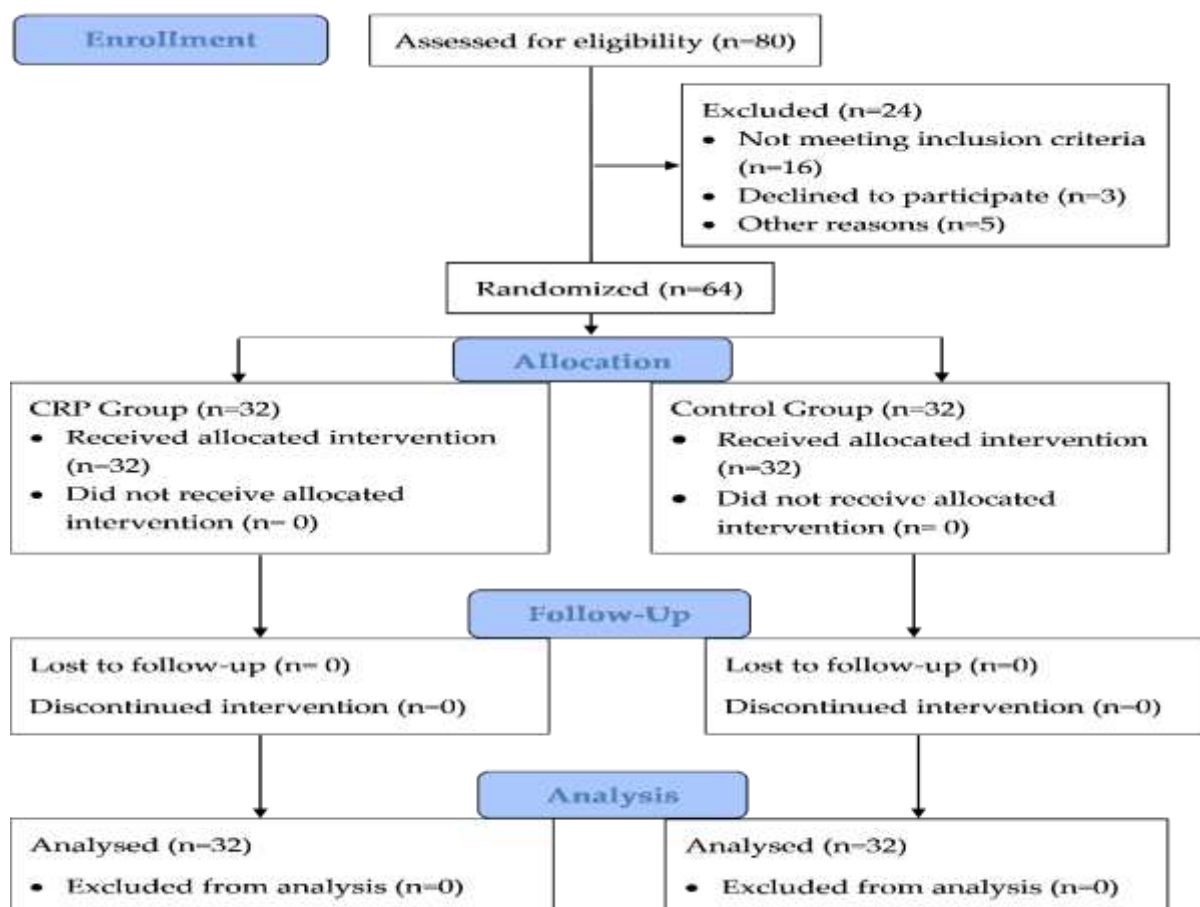 Enrollment
Assessed for eligibility (n=80)
Excluded (n=24)
• Not meeting inclusion criteria
(n=16)
• Declined to participate (n=3)
• Other reasons (n=5)
Randomized (n=64)
Allocation
CRP Group (n=32)
• Received allocated intervention
(n=32)
• Did not receive allocated
intervention (n= 0)
Control Group (n=32)
• Received allocated intervention
(n=32)
• Did not receive allocated
intervention (n= 0)
Follow-Up
Lost to follow-up (n= 0)
Discontinued intervention (n=0)
Lost to follow-up (n=0)
Discontinued intervention (n=0)
Analysis
Analysed (n=32)
• Excluded from analysis (n=0)
Analysed (n=32)
• Excluded from analysis (n=0)